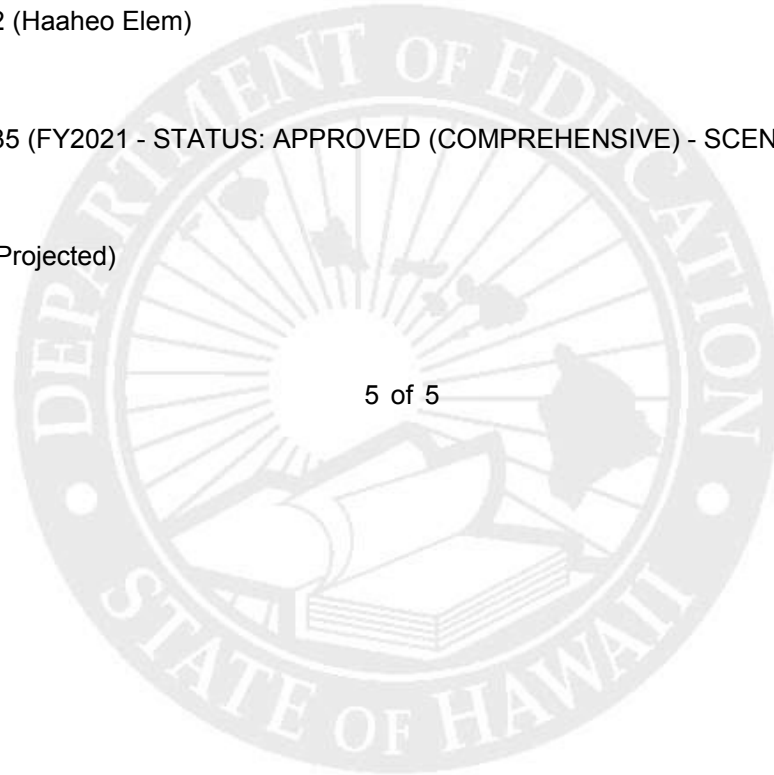 2 (Haaheo Elem)
35 (FY2021 - STATUS: APPROVED (COMPREHENSIVE) - SCEN
Projected)
5 of 5
DEPARTMENT OF EDUCATION
STATE OF HAWAII